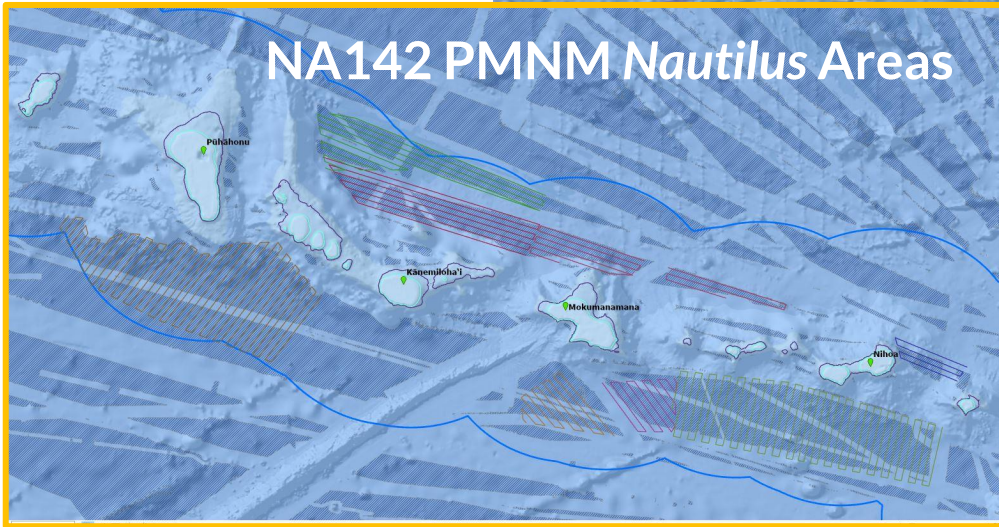 NA142 PMNM Nautilus Areas
Pūhāhonu
Kānemiloha'i
Mokumanamana
Nihoa